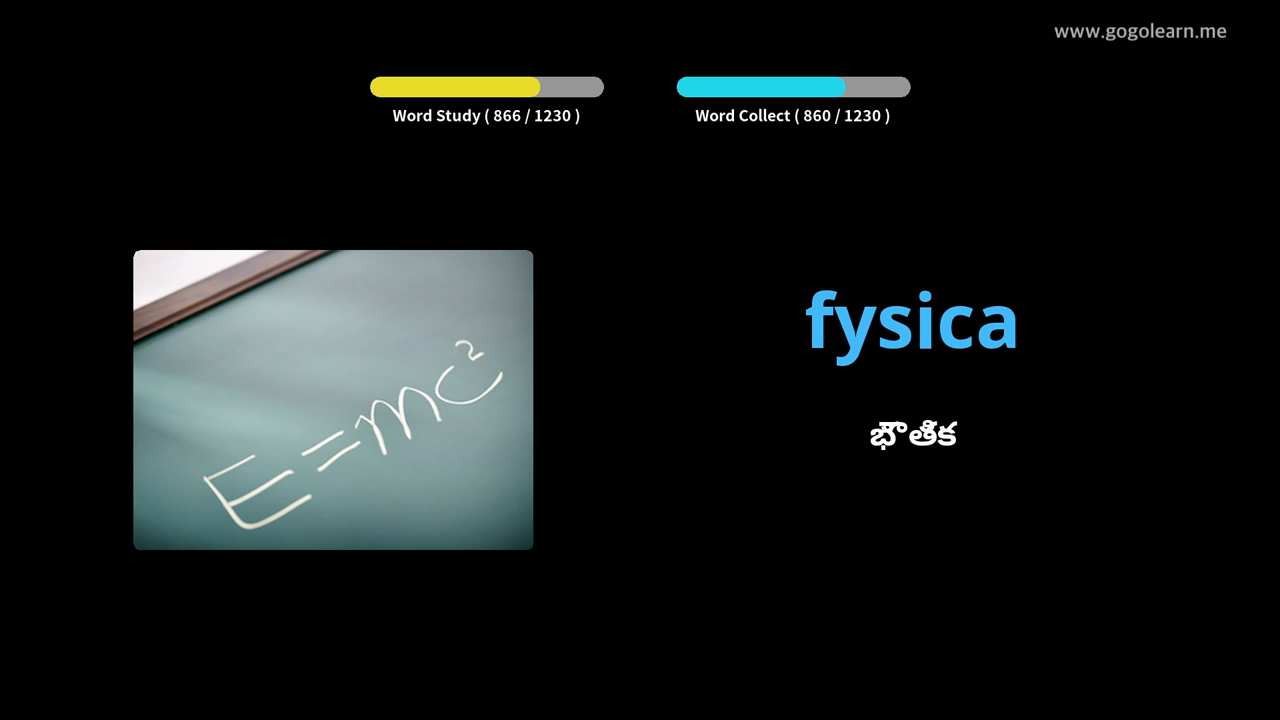 www.gogolearn.me
Word Study ( 866 / 1230 )
Word Collect ( 860 / 1230 )
E=mc²
fysica
భౌతిక